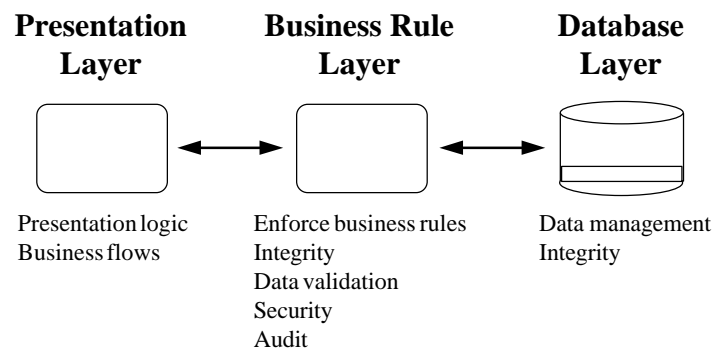 Presentation
Layer
Business Rule
Layer
Database
Layer
Presentation logic
Business flows
Enforce business rules
Integrity
Data validation
Security
Audit
Data management
Integrity